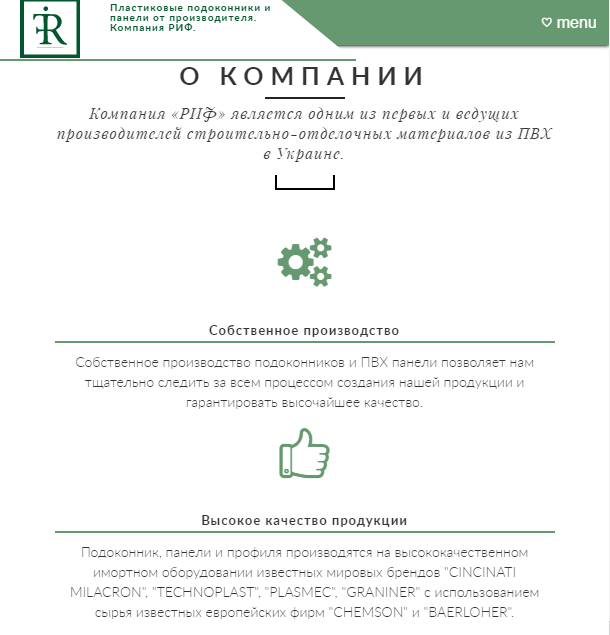 Пластиковые подоконники и
панели от производителя.
Компания РИФ.
menu
О КОМПАНИИ
Компания «РИФ» является одним из первых и ведущих
производителей строительно-отделочных материалов из ПВХ
в Украине.
Собственное производство
Собственное производство подоконников и ПВХ панели позволяет нам
тщательно следить за всем процессом создания нашей продукции и
гарантировать высочайшее качество.
Высокое качество продукции
Подоконник, панели и профиля производятся на высококачественном
имортном оборудовании известных мировых брендов "CINCINATI
MILACRON", "TECHNOPLAST", "PLASMEC", "GRANINER" с использованием
сырья известных европейских фирм "CHEMSON" и "BAERLOHER".